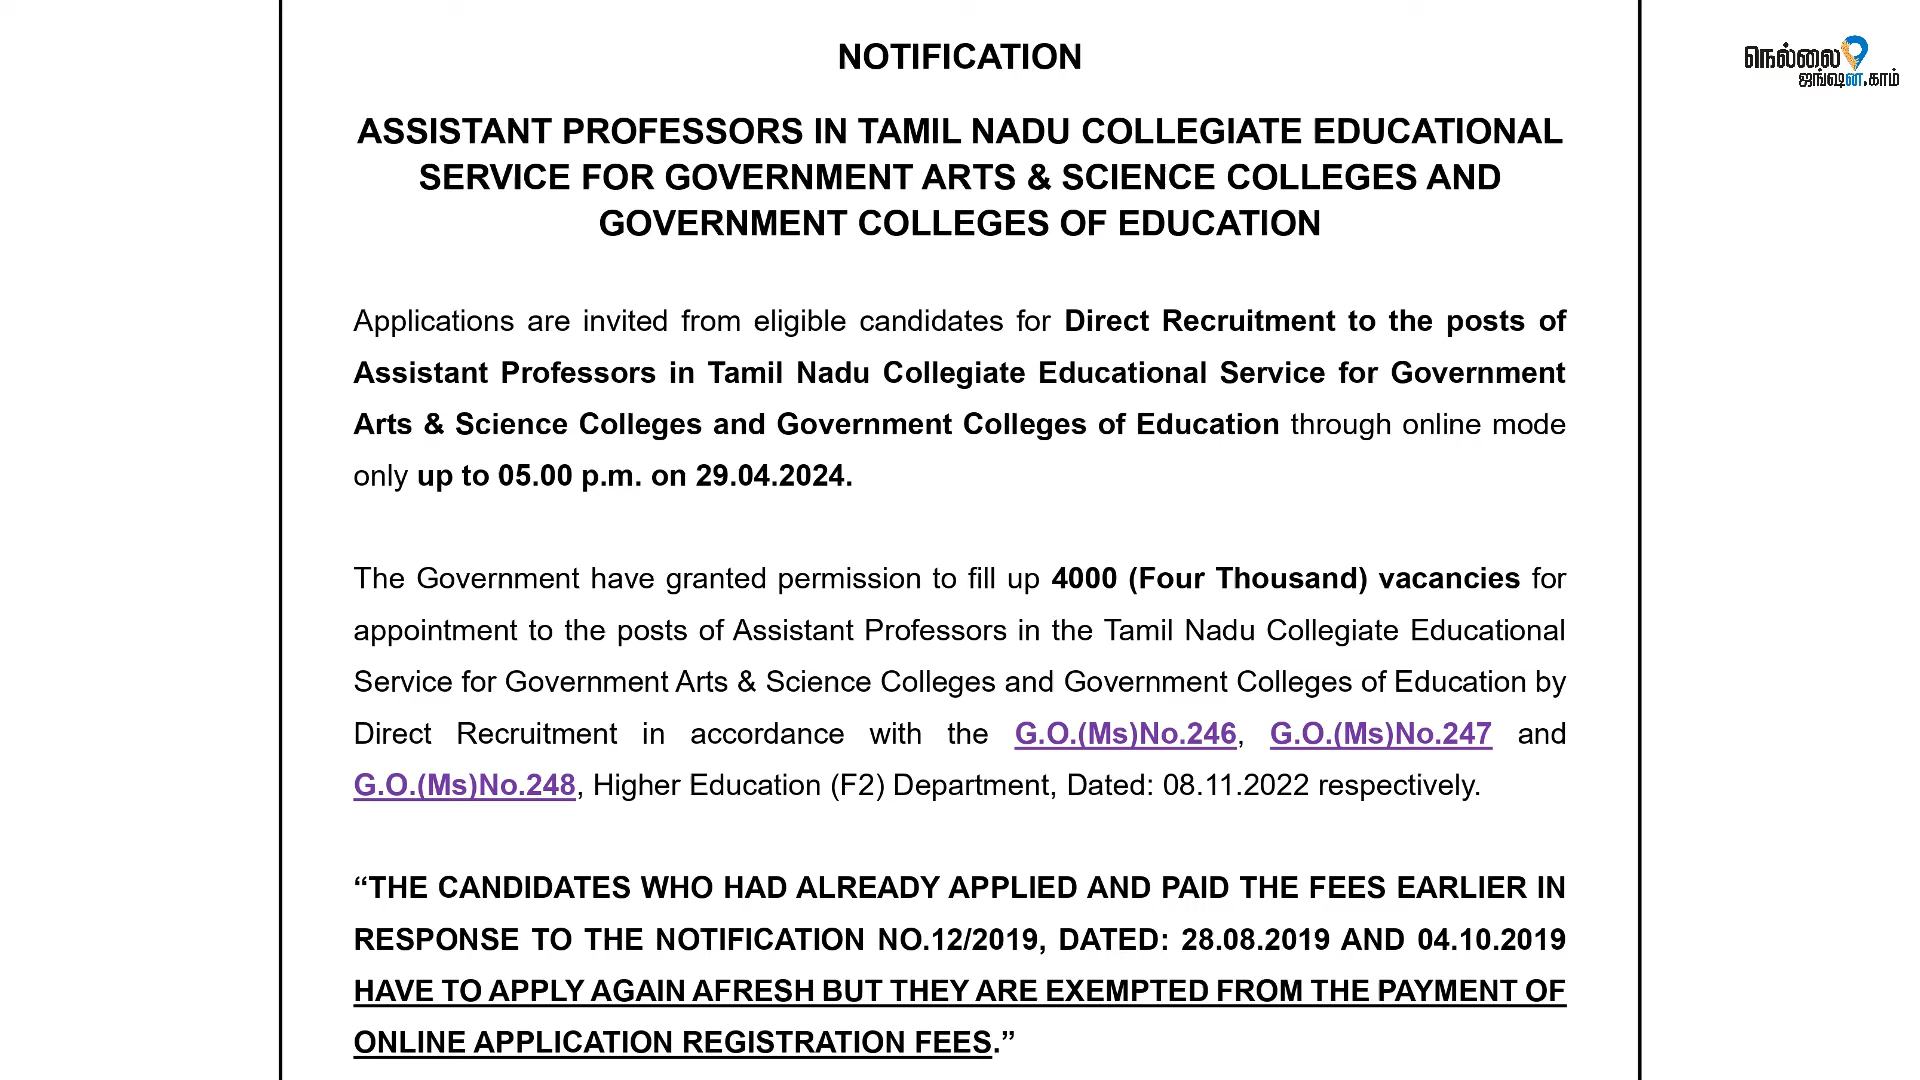 NOTIFICATION
நெல்லை
ஜங்ஷன்.காம்
ASSISTANT PROFESSORS IN TAMIL NADU COLLEGIATE EDUCATIONAL
SERVICE FOR GOVERNMENT ARTS & SCIENCE COLLEGES AND
GOVERNMENT COLLEGES OF EDUCATION
Applications are invited from eligible candidates for Direct Recruitment to the posts of
Assistant Professors in Tamil Nadu Collegiate Educational Service for Government
Arts & Science Colleges and Government Colleges of Education through online mode
only up to 05.00 p.m. on 29.04.2024.
The Government have granted permission to fill up 4000 (Four Thousand) vacancies for
appointment to the posts of Assistant Professors in the Tamil Nadu Collegiate Educational
Service for Government Arts & Science Colleges and Government Colleges of Education by
Direct Recruitment in accordance with the G.O.(Ms)No.246, G.O.(Ms)No.247 and
G.O.(Ms)No.248, Higher Education (F2) Department, Dated: 08.11.2022 respectively.
“THE CANDIDATES WHO HAD ALREADY APPLIED AND PAID THE FEES EARLIER IN
RESPONSE TO THE NOTIFICATION NO.12/2019, DATED: 28.08.2019 AND 04.10.2019
HAVE TO APPLY AGAIN AFRESH BUT THEY ARE EXEMPTED FROM THE PAYMENT OF
ONLINE APPLICATION REGISTRATION FEES.”